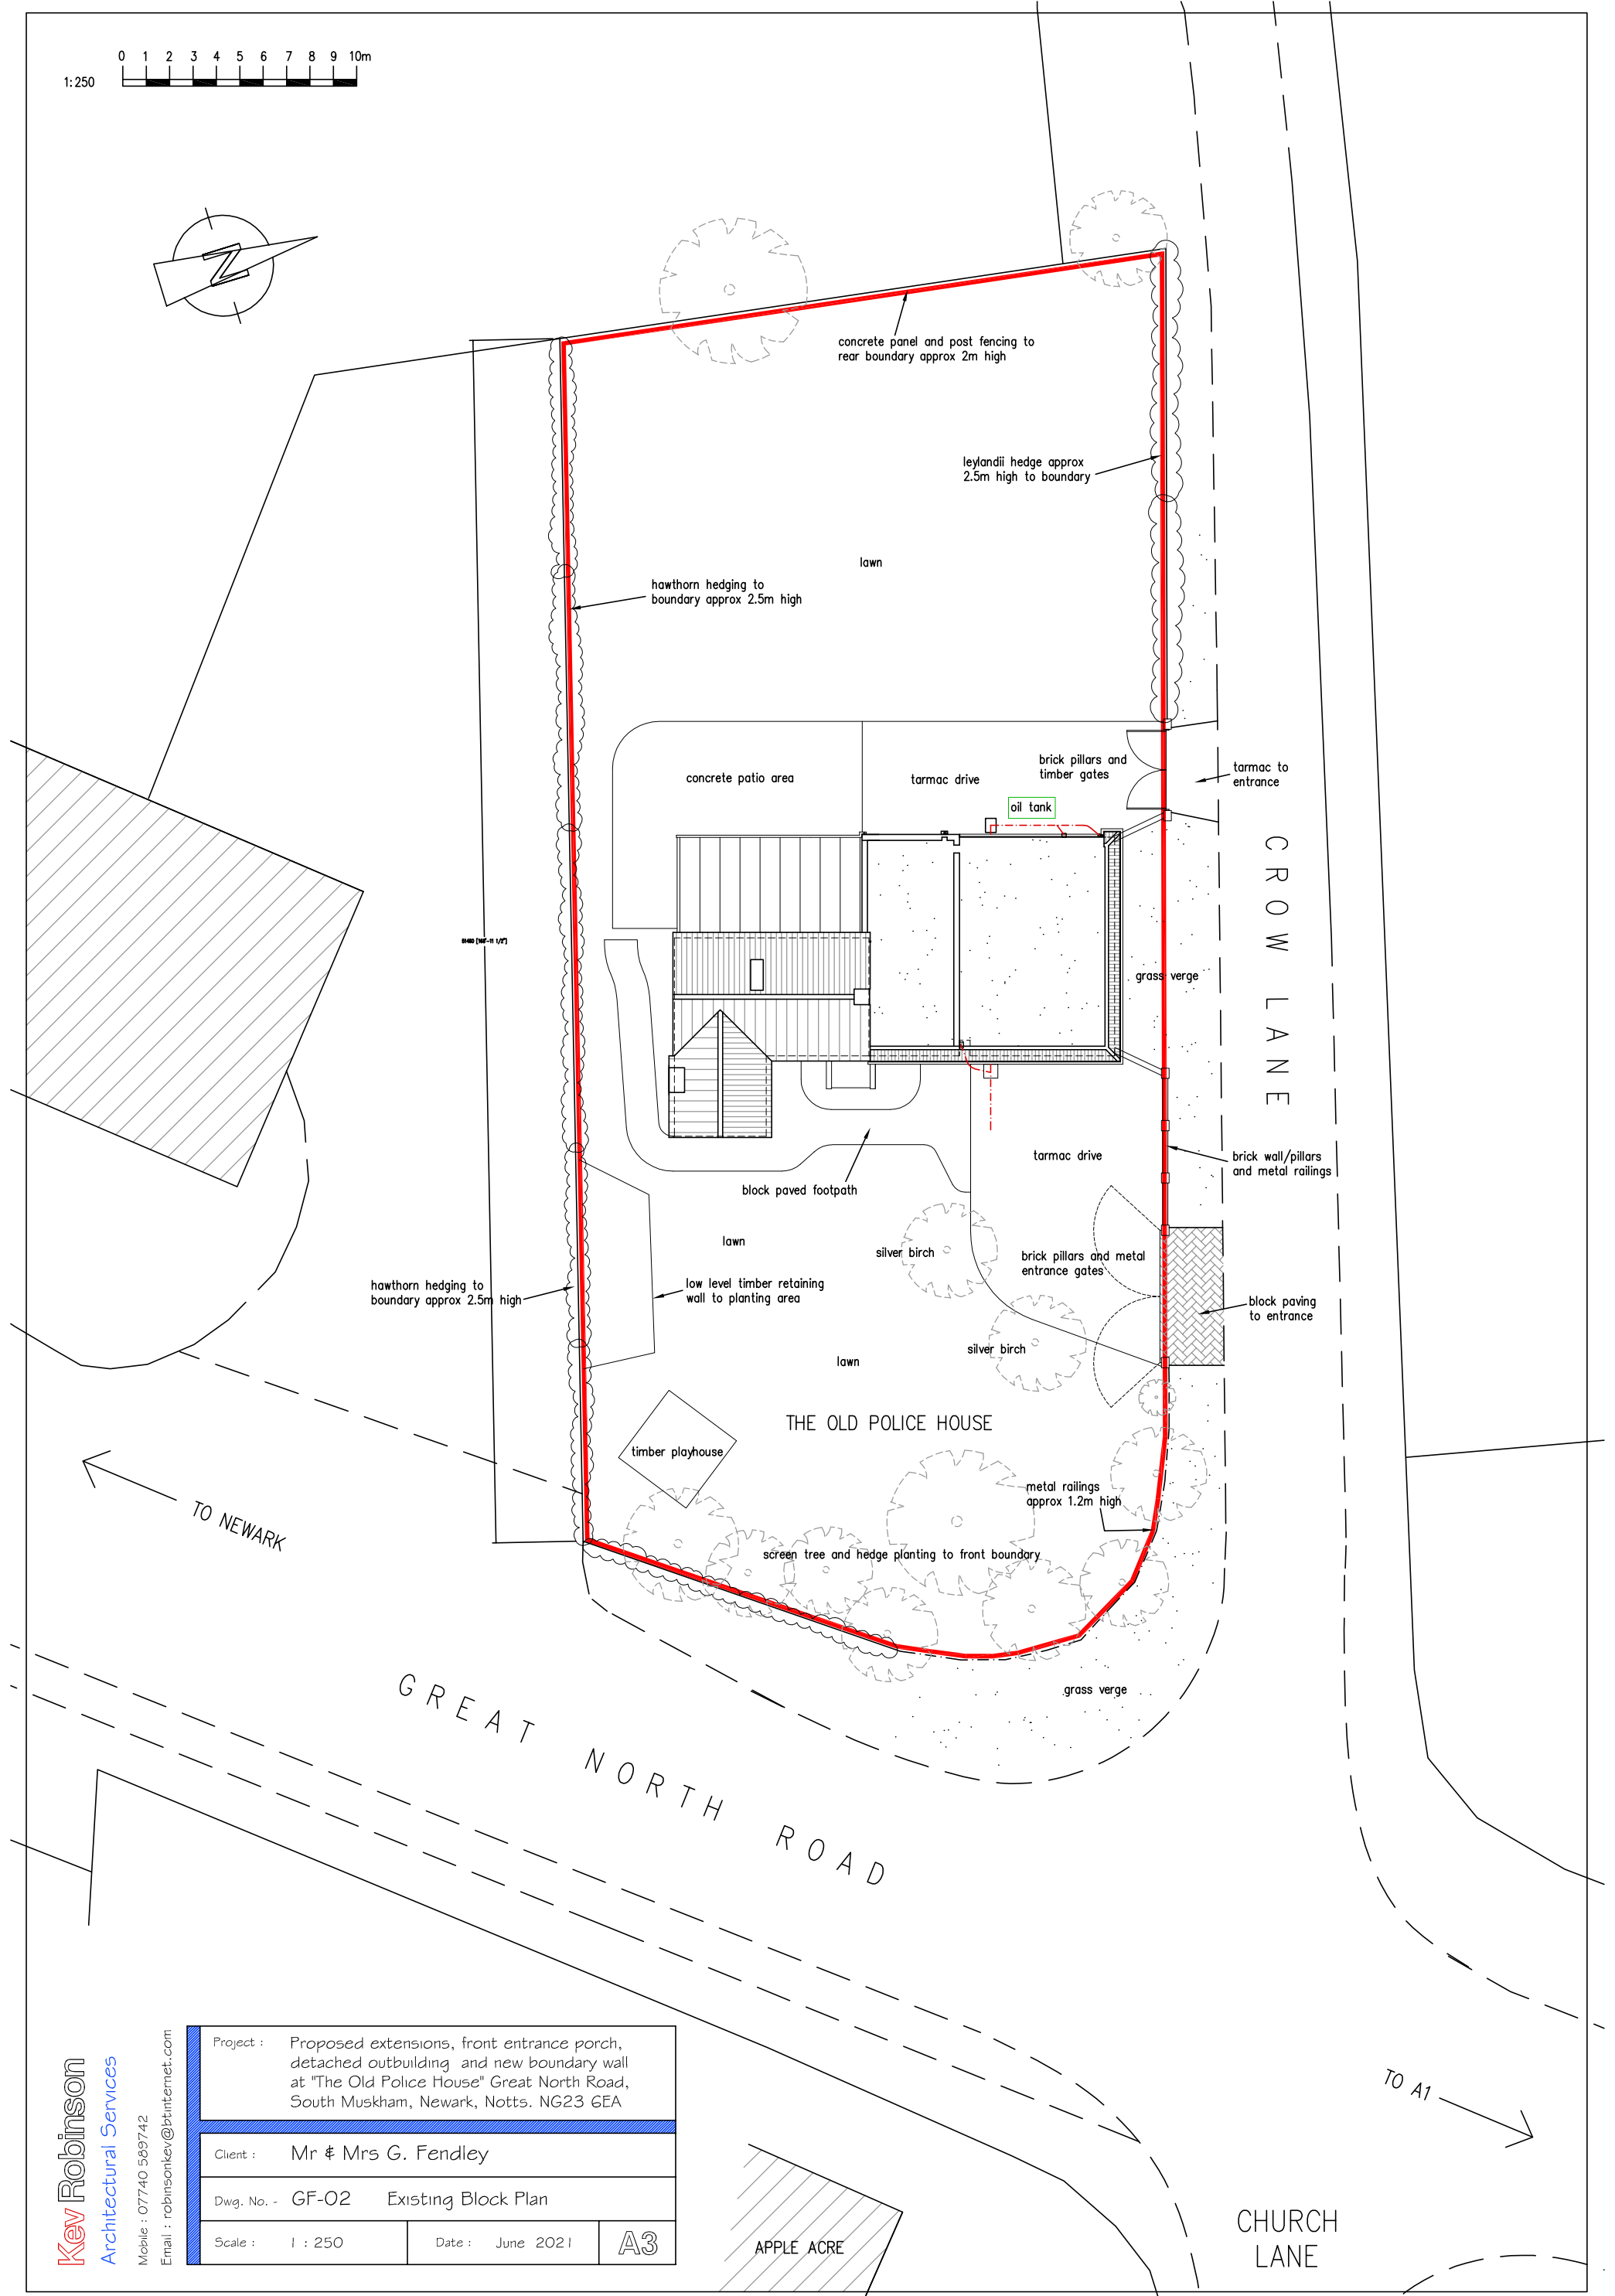 0 1 2 3 4 5 6 7 8 9 10m
1:250
N
concrete panel and post fencing to
rear boundary approx 2m high
leylandii hedge approx
2.5m high to boundary
lawn
hawthorn hedging to
boundary approx 2.5m high
concrete patio area
tarmac drive
brick pillars and
timber gates
tarmac to
entrance
oil tank
CROW LANE
grass verge
tarmac drive
brick wall/pillars
and metal railings
block paved footpath
lawn
silver birch
brick pillars and metal
entrance gates
hawthorn hedging to
boundary approx 2.5m high
low level timber retaining
wall to planting area
block paving
to entrance
silver birch
lawn
THE OLD POLICE HOUSE
timber playhouse
metal railings
approx 1.2m high
TO NEWARK
screen tree and hedge planting to front boundary
grass verge
GREAT NORTH ROAD
TO A1
CHURCH
LANE
APPLE ACRE
Kev Robinson
Architectural Services
Mobile : 07740 589742
Email : robinsonkev@btinternet.com
Project : Proposed extensions, front entrance porch,
detached outbuilding and new boundary wall
at "The Old Police House" Great North Road,
South Muskham, Newark, Notts. NG23 6EA
Client : Mr & Mrs G. Fendley
Dwg. No. - GF-02 Existing Block Plan
Scale : 1 : 250 Date : June 2021 A3